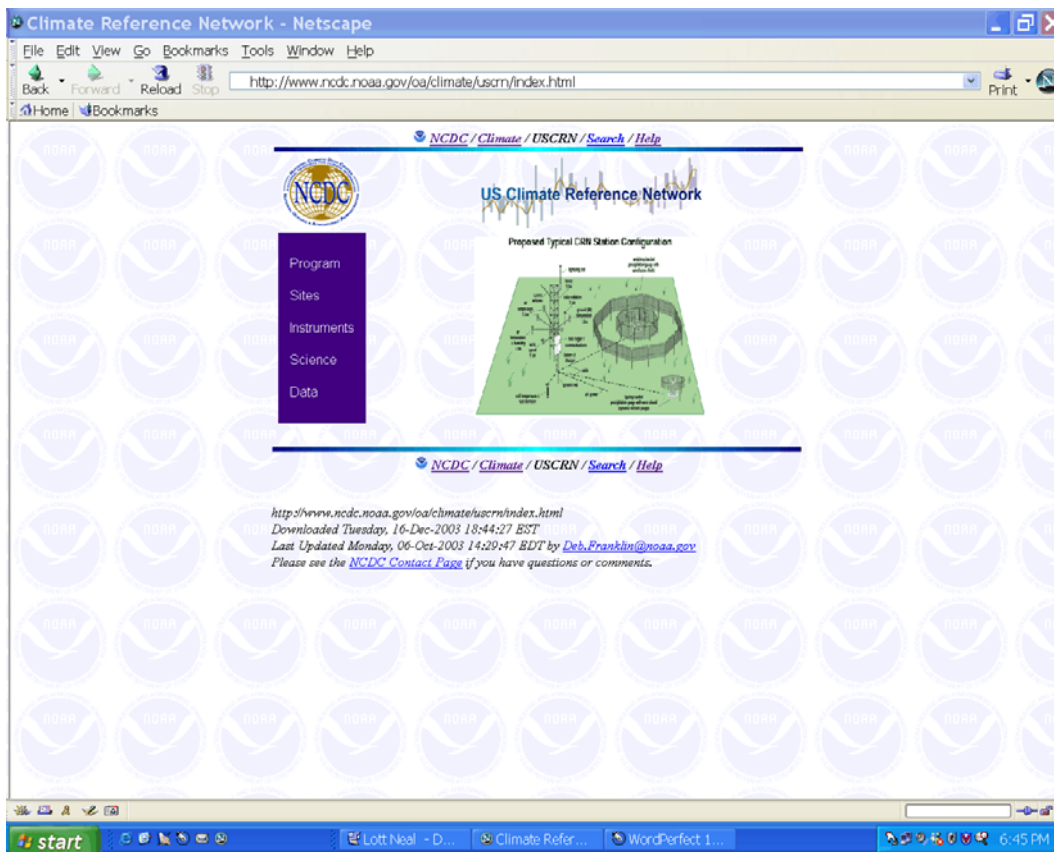 Climate Reference Network - Netscape
File Edit View Go Bookmarks Tools Window Help
Back Forward Reload Stop http://www.ncdc.noaa.gov/oa/climate/uscrn/index.html Print
Home Bookmarks
NCDC / Climate / USCRN / Search / Help
NCDC
US Climate Reference Network
Proposed Typical CRN Station Configuration
Program
Sites
Instruments
Science
Data
NCDC / Climate / USCRN / Search / Help
http://www.ncdc.noaa.gov/oa/climate/uscrn/index.html
Downloaded Tuesday, 16-Dec-2003 18:44:27 EST
Last Updated Monday, 06-Oct-2003 14:29:47 EDT by Deb.Franklin@noaa.gov
Please see the NCDC Contact Page if you have questions or comments.
NOAA
start Lott Neal - D... Climate Refer... WordPerfect 1... 6:45 PM